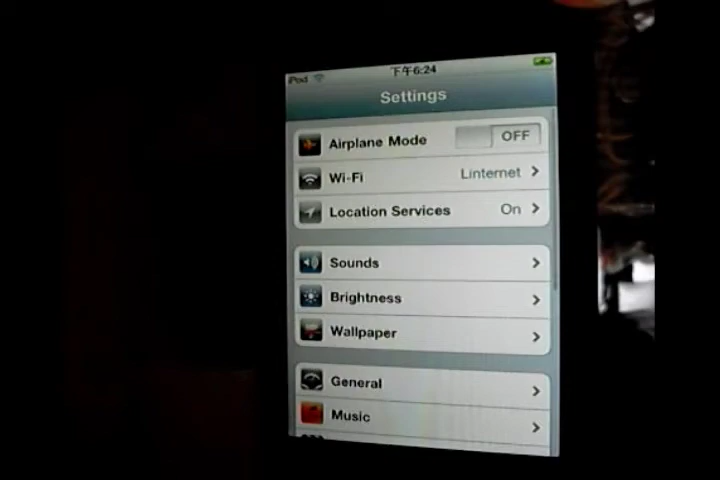 iPod
下午6:24
Settings
Airplane Mode OFF
Wi-Fi Linternet
Location Services On
Sounds
Brightness
Wallpaper
General
Music